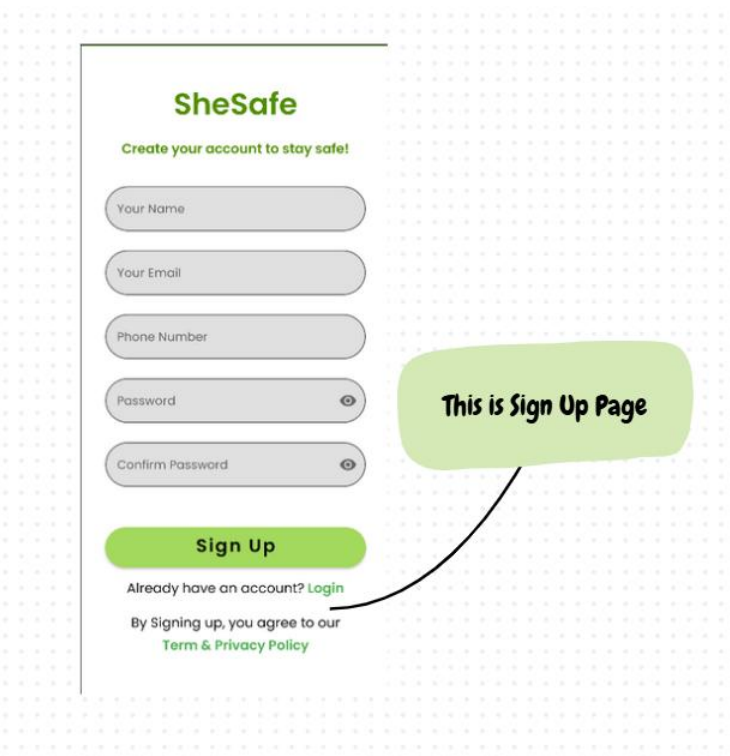 SheSafe
Create your account to stay safe!
Your Name
Your Email
Phone Number
Password
Confirm Password
Sign Up
Already have an account? Login
By Signing up, you agree to our
Term & Privacy Policy
This is Sign Up Page